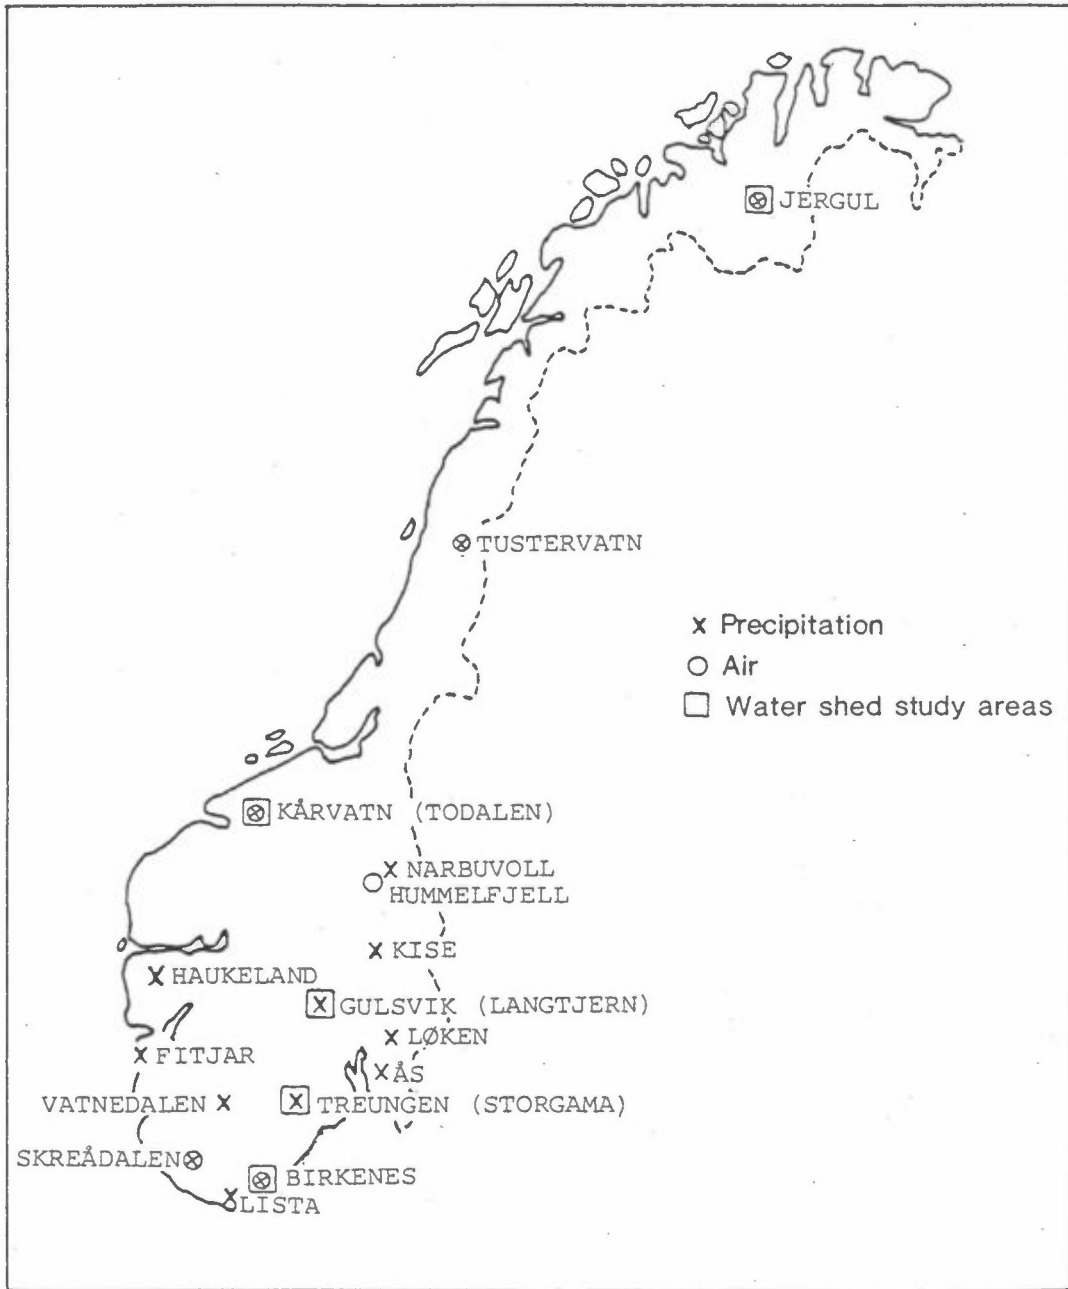 JERGUL
TUSTERVATN
x Precipitation
Air
Water shed study areas
KÅRVATN (TODALEN)
NARBUVOLL
HUMMELFJELL
KISE
HAUKELAND
GULSVIK (LANGTJERN)
LØKEN
FITJAR
ÅS
VATNEDALEN
TREUNGEN (STORGAMA)
SKREÅDALEN
BIRKENES
LISTA